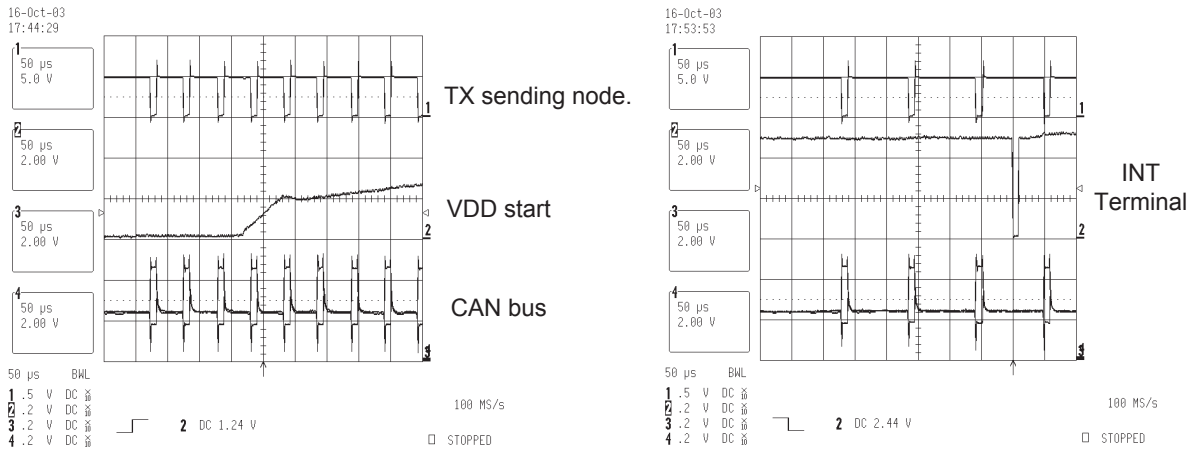 16-Oct-03
17:44:29
1
50 µs
5.0 V
2
50 µs
2.00 V
3
50 µs
2.00 V
4
50 µs
2.00 V
50 µs BWL
1 .5 V DC
2 .2 V DC
3 .2 V DC
4 .2 V DC
1
2
TX sending node.
VDD start
CAN bus
2 DC 1.24 V
100 MS/s
STOPPED
16-Oct-03
17:53:53
1
50 µs
5.0 V
2
50 µs
2.00 V
3
50 µs
2.00 V
4
50 µs
2.00 V
50 µs BWL
1 .5 V DC
2 .2 V DC
3 .2 V DC
4 .2 V DC
1
2
INT
Terminal
2 DC 2.44 V
100 MS/s
STOPPED